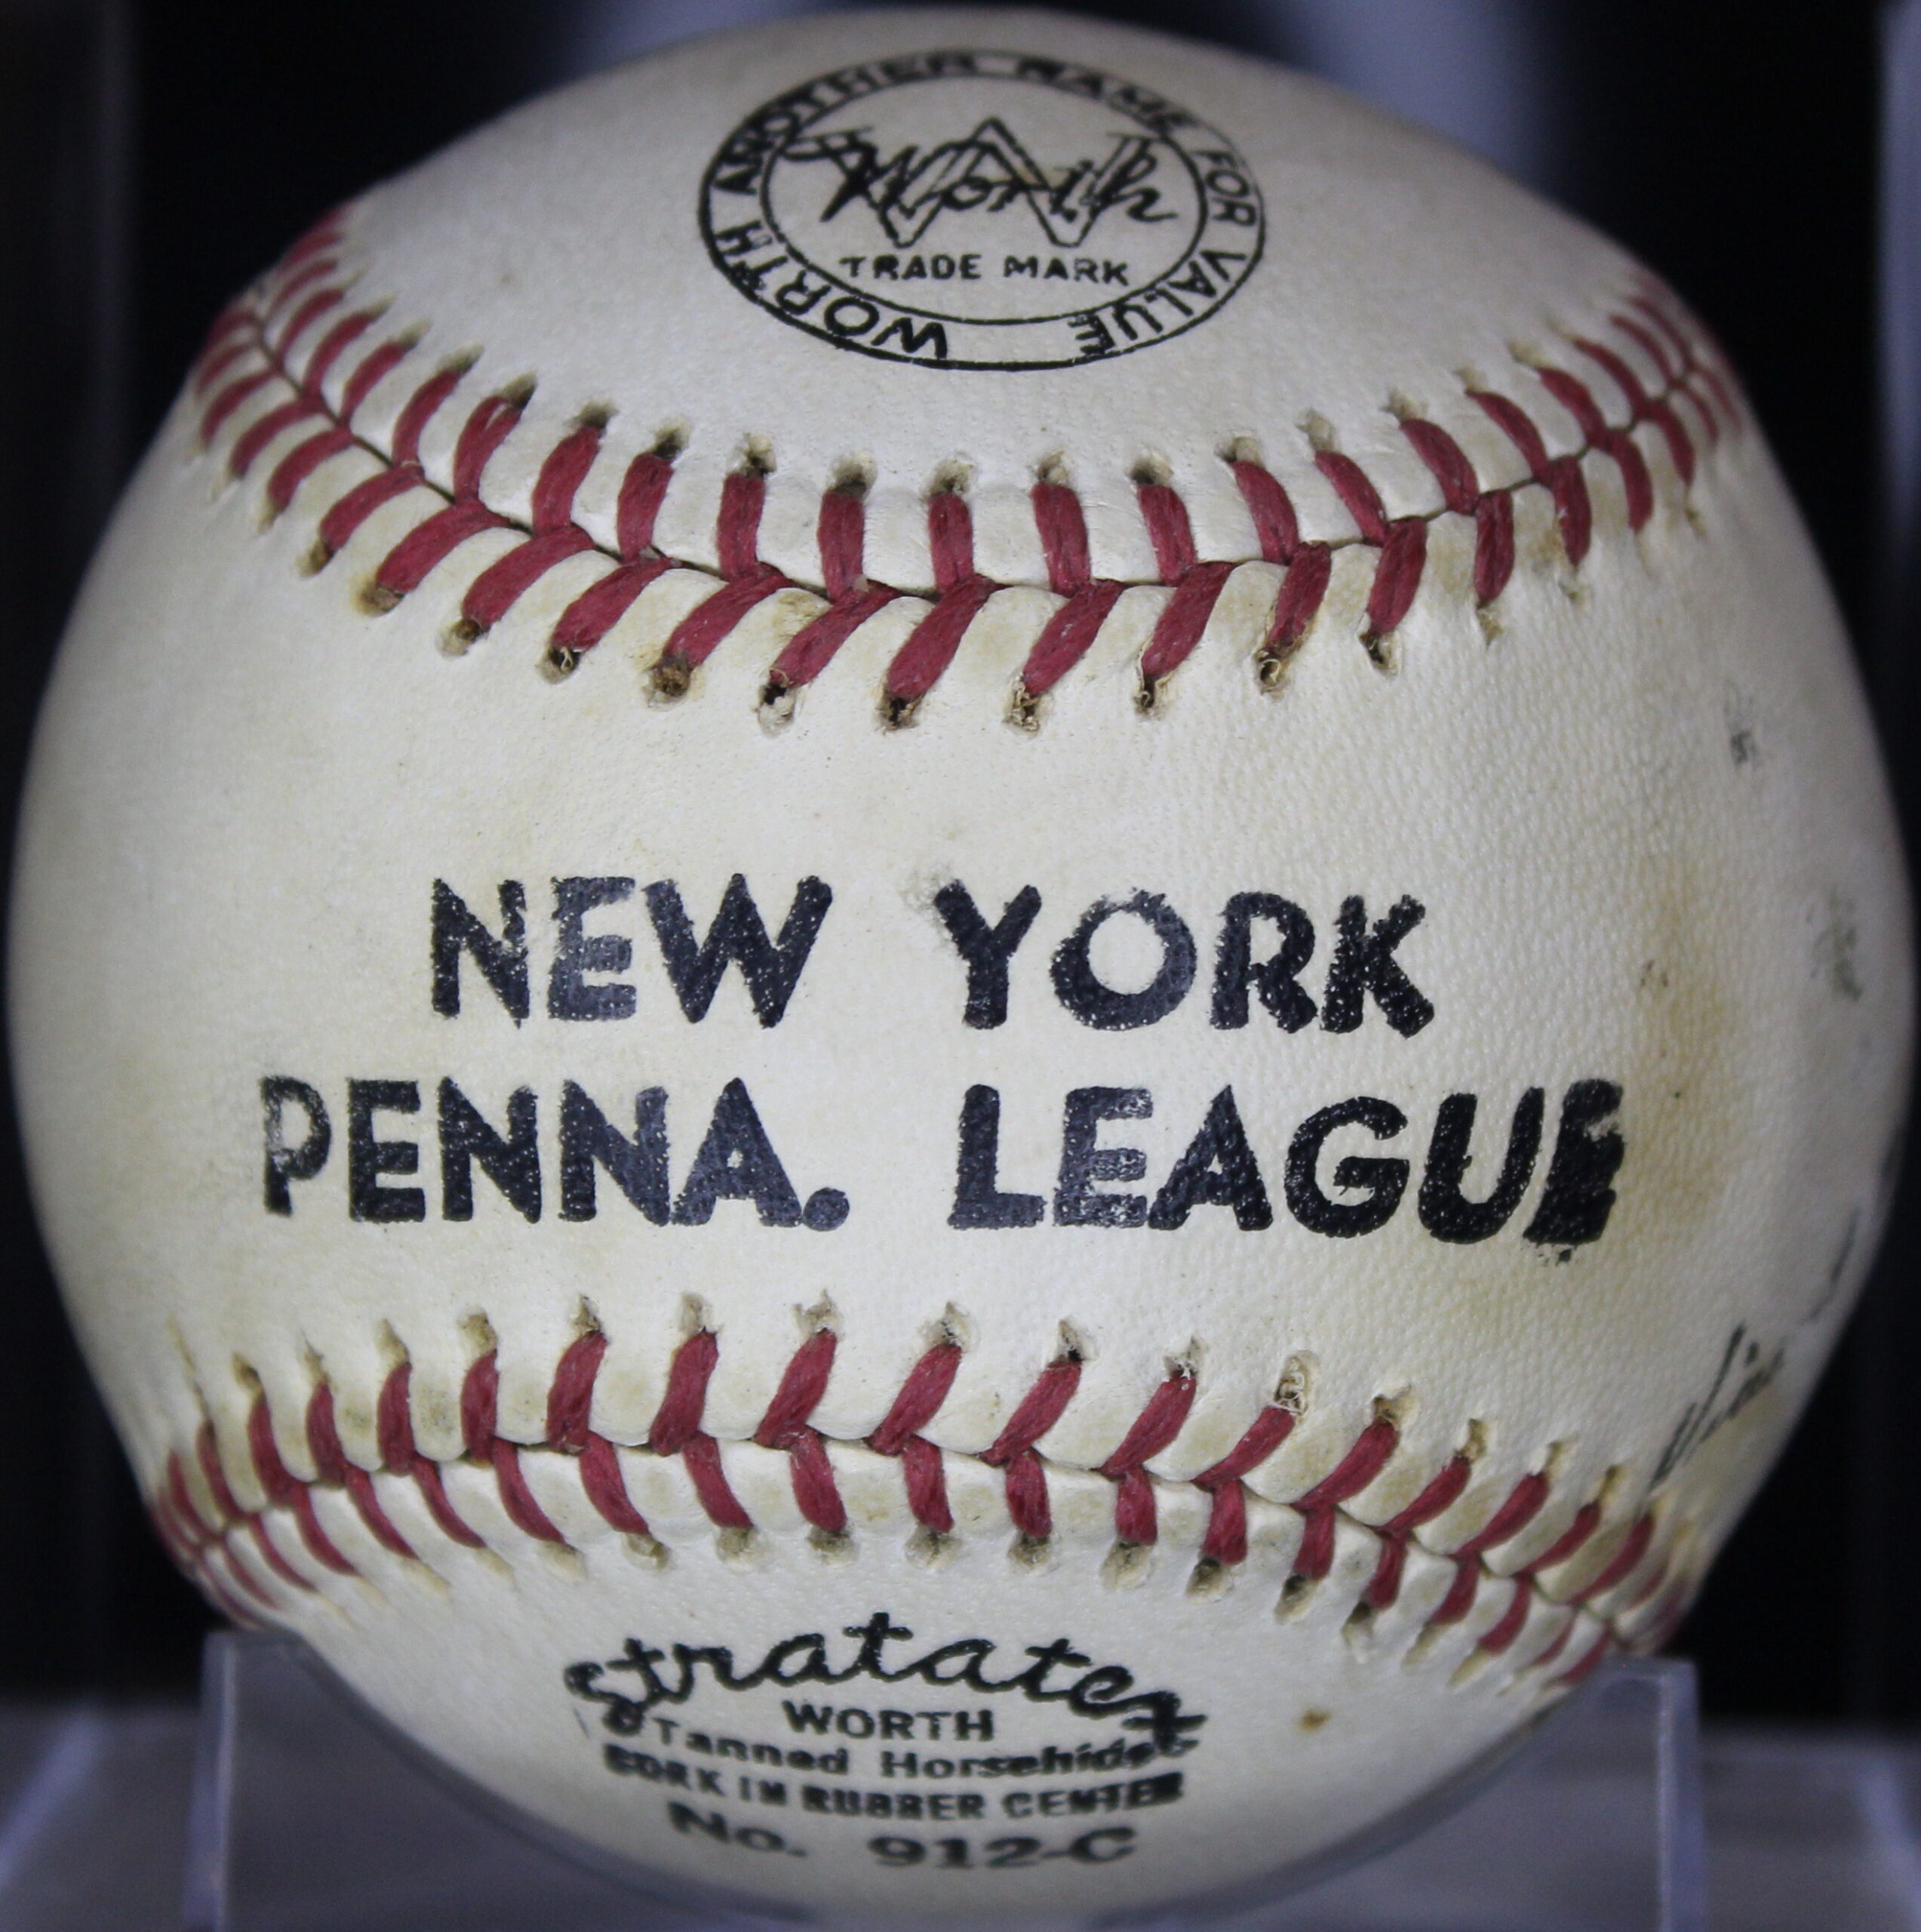 WORTH ANOTHER NAME FOR VALUE
Worth
TRADE MARK
NEW YORK
PENNA. LEAGUE
Stratatex
WORTH
Tanned Horsehide
CORK IN RUBBER CENTER
No. 912-C